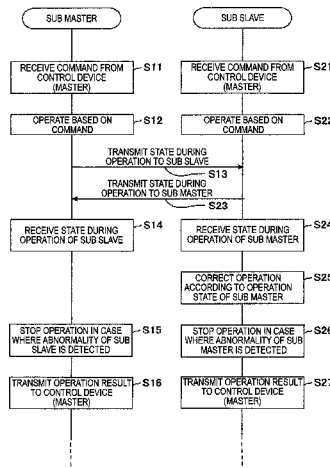 SUB MASTER
SUB SLAVE
RECEIVE COMMAND FROM
CONTROL DEVICE
(MASTER)
S11
RECEIVE COMMAND FROM
CONTROL DEVICE
(MASTER)
S21
OPERATE BASED ON
COMMAND
S12
OPERATE BASED ON
COMMAND
S22
TRANSMIT STATE DURING
OPERATION TO SUB SLAVE
S13
TRANSMIT STATE DURING
OPERATION TO SUB MASTER
S23
RECEIVE STATE DURING
OPERATION OF SUB SLAVE
S14
RECEIVE STATE DURING
OPERATION OF SUB MASTER
S24
CORRECT OPERATION
ACCORDING TO OPERATION
STATE OF SUB MASTER
S25
STOP OPERATION IN CASE
WHERE ABNORMALITY OF SUB
SLAVE IS DETECTED
S15
STOP OPERATION IN CASE
WHERE ABNORMALITY OF SUB
MASTER IS DETECTED
S26
TRANSMIT OPERATION RESULT
TO CONTROL DEVICE
(MASTER)
S16
TRANSMIT OPERATION RESULT
TO CONTROL DEVICE
(MASTER)
S27